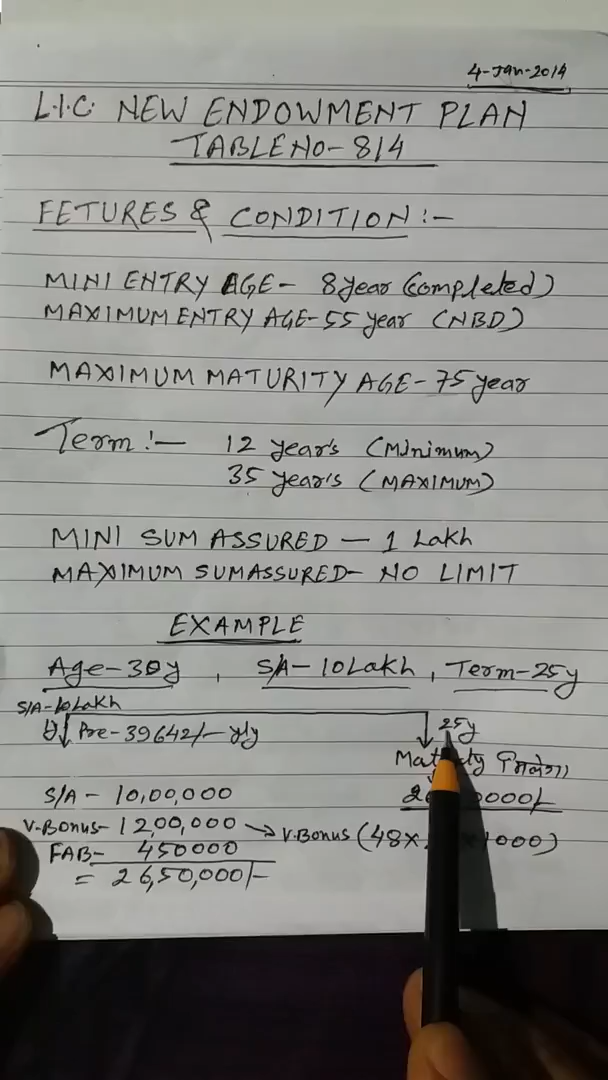 4-Jan-2014
L.I.C. NEW ENDOWMENT PLAN
TABLE NO-814
FETURES & CONDITION :-
MINI ENTRY AGE- 8 year (completed)
MAXIMUM ENTRY AGE-55 year (NBD)
MAXIMUM MATURITY AGE-75 year
Term :- 12 year's (Minimum)
35 year's (MAXIMUM)
MINI SUM ASSURED - 1 Lakh
MAXIMUM SUMASSURED- NO LIMIT
EXAMPLE
Age-30y , S/A-10 Lakh , Term-25y
S/A-10 Lakh
Pre-39642/- yly 25y
मिलेगा
S/A - 10,00,000
V.Bonus- 12,00,000 → V.Bonus (48× ×1000)
FAB- 450000
= 26,50,000/-